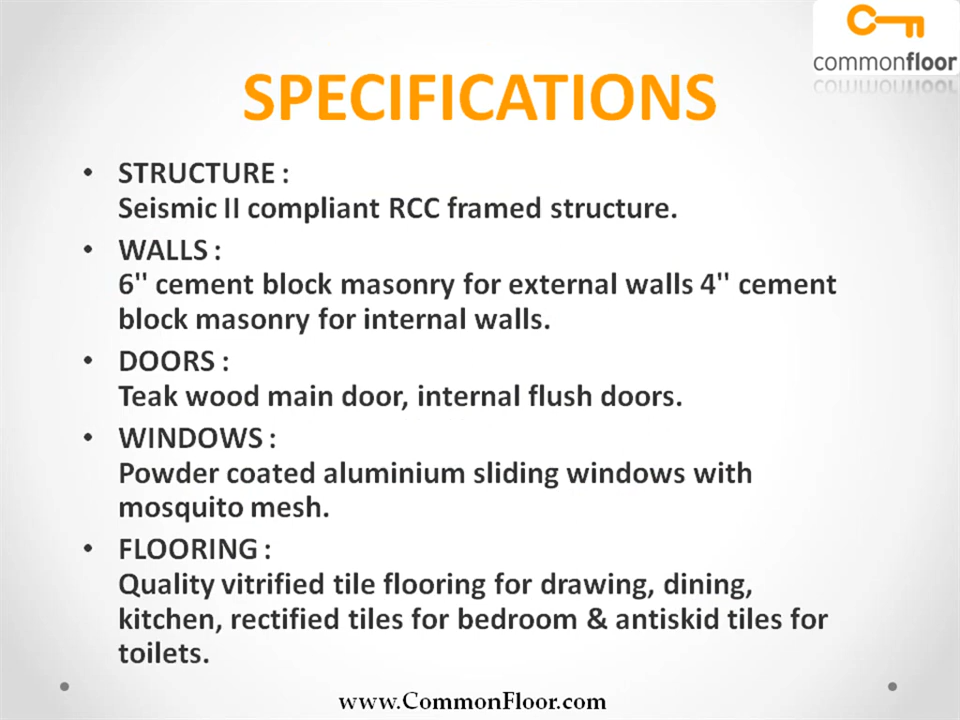 commonfloor
SPECIFICATIONS
• STRUCTURE :
Seismic II compliant RCC framed structure.
• WALLS :
6'' cement block masonry for external walls 4'' cement
block masonry for internal walls.
• DOORS :
Teak wood main door, internal flush doors.
• WINDOWS :
Powder coated aluminium sliding windows with
mosquito mesh.
• FLOORING :
Quality vitrified tile flooring for drawing, dining,
kitchen, rectified tiles for bedroom & antiskid tiles for
toilets.
www.CommonFloor.com